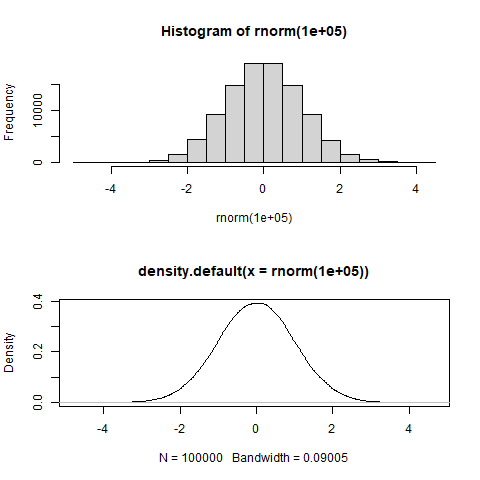 Histogram of rnorm(1e+05)
Frequency
10000
0
-4 -2 0 2 4
rnorm(1e+05)
density.default(x = rnorm(1e+05))
Density
0.4
0.2
0.0
-4 -2 0 2 4
N = 100000 Bandwidth = 0.09005